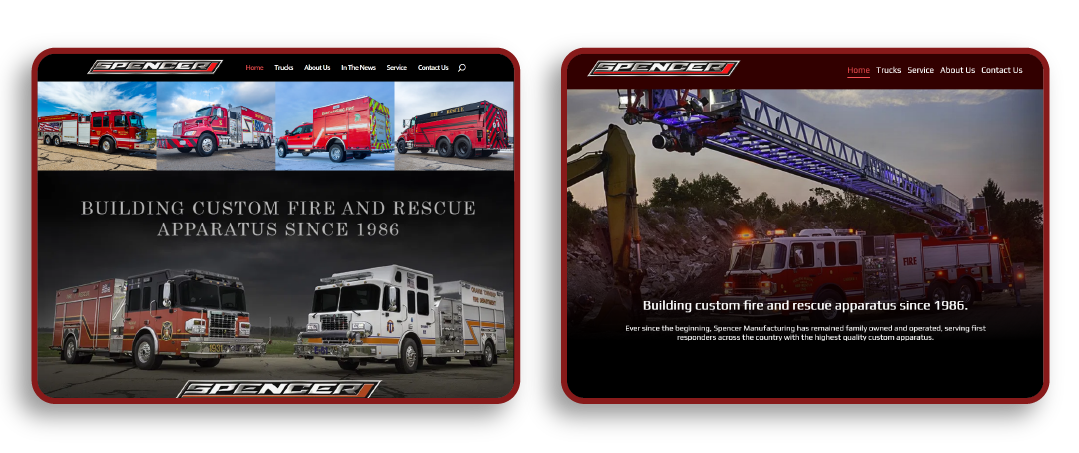 SPENCER
Home Trucks About Us In The News Service Contact Us
BUILDING CUSTOM FIRE AND RESCUE
APPARATUS SINCE 1986
SPENCER
SPENCER
Home Trucks Service About Us Contact Us
FIRE
Building custom fire and rescue apparatus since 1986.
Ever since the beginning, Spencer Manufacturing has remained family owned and operated, serving first
responders across the country with the highest quality custom apparatus.